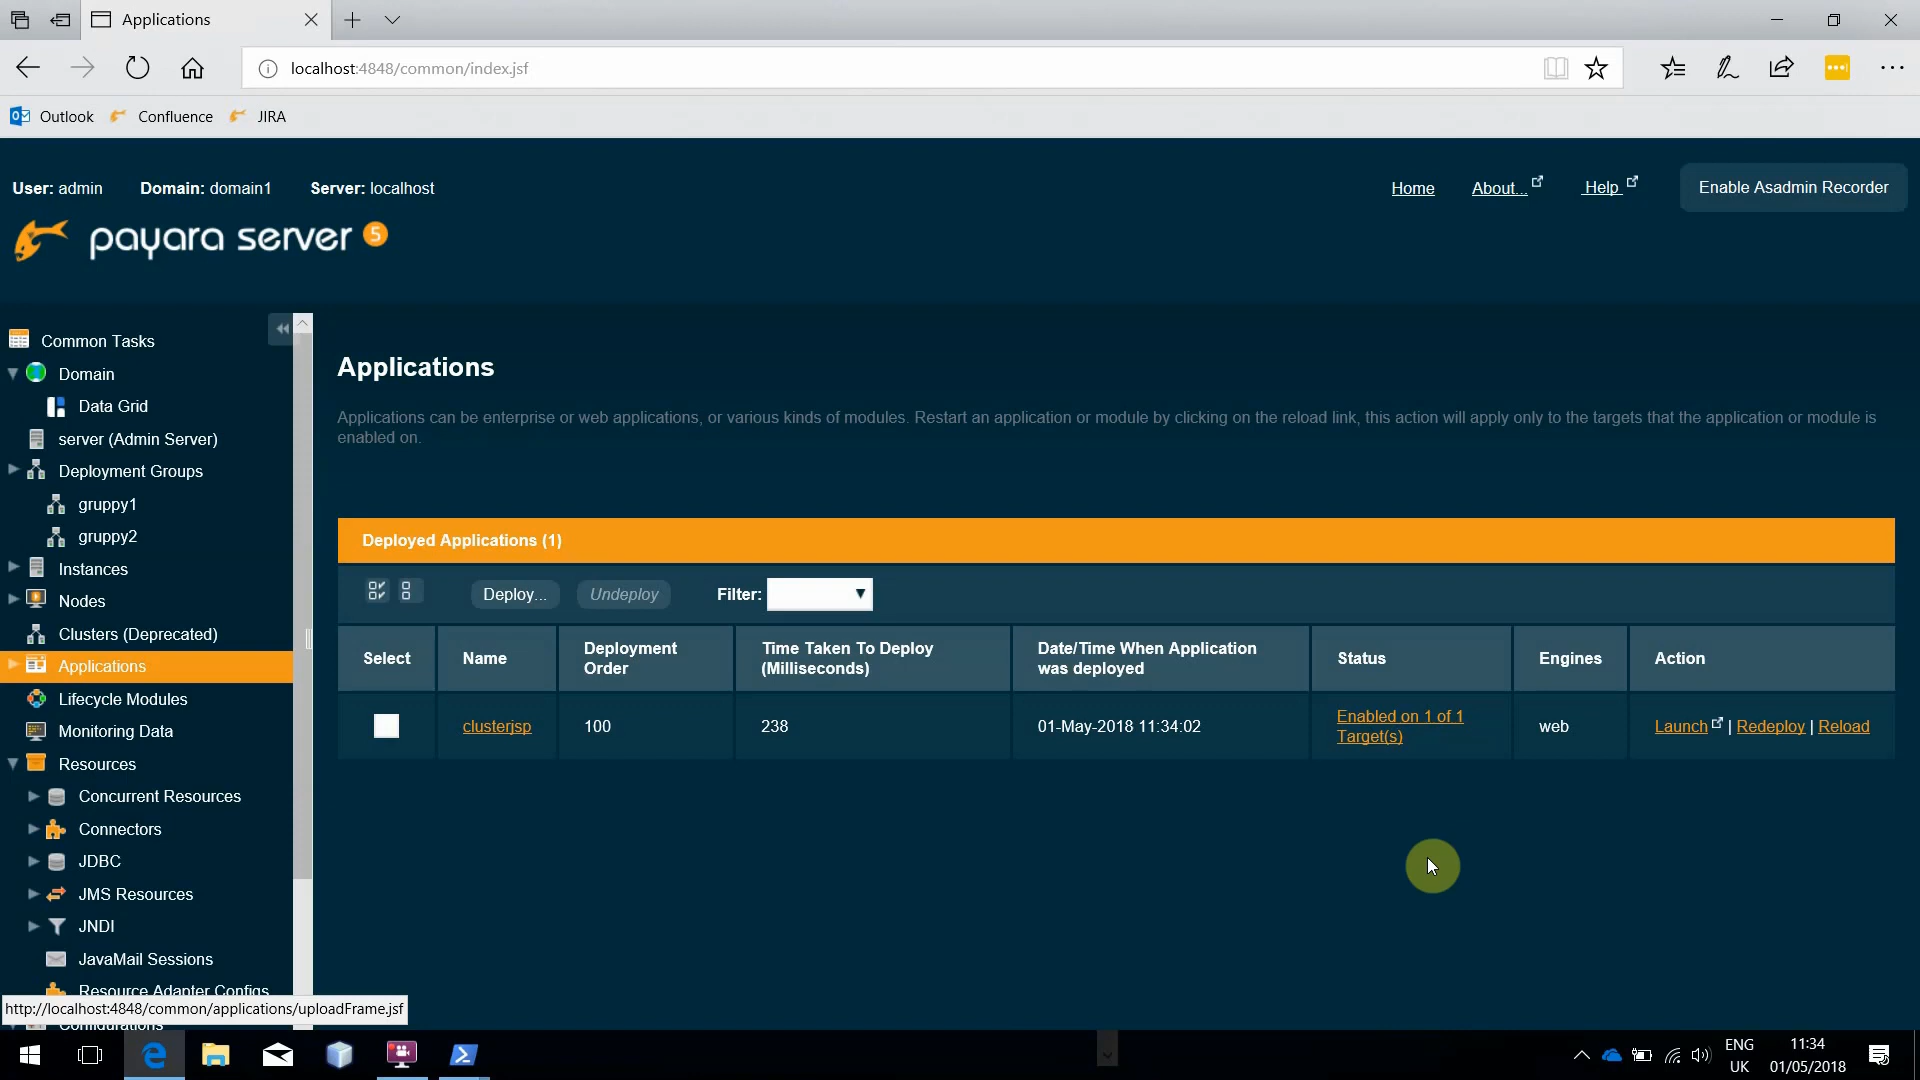 Applications
localhost:4848/common/index.jsf
Outlook Confluence JIRA
User: admin Domain: domain1 Server: localhost
Home About... Help Enable Asadmin Recorder
payara server 5
Common Tasks
Domain
Data Grid
server (Admin Server)
Deployment Groups
gruppy1
gruppy2
Instances
Nodes
Clusters (Deprecated)
Applications
Lifecycle Modules
Monitoring Data
Resources
Concurrent Resources
Connectors
JDBC
JMS Resources
JNDI
JavaMail Sessions
Resource Adapter Configs
Configurations
http://localhost:4848/common/applications/uploadFrame.jsf
Applications
Applications can be enterprise or web applications, or various kinds of modules. Restart an application or module by clicking on the reload link, this action will apply only to the targets that the application or module is
enabled on.
Deployed Applications (1)
Deploy... Undeploy Filter:
Select Name Deployment Order Time Taken To Deploy (Milliseconds) Date/Time When Application was deployed Status Engines Action
clusterjsp 100 238 01-May-2018 11:34:02 Enabled on 1 of 1 Target(s) web Launch | Redeploy | Reload
ENG 11:34
UK 01/05/2018